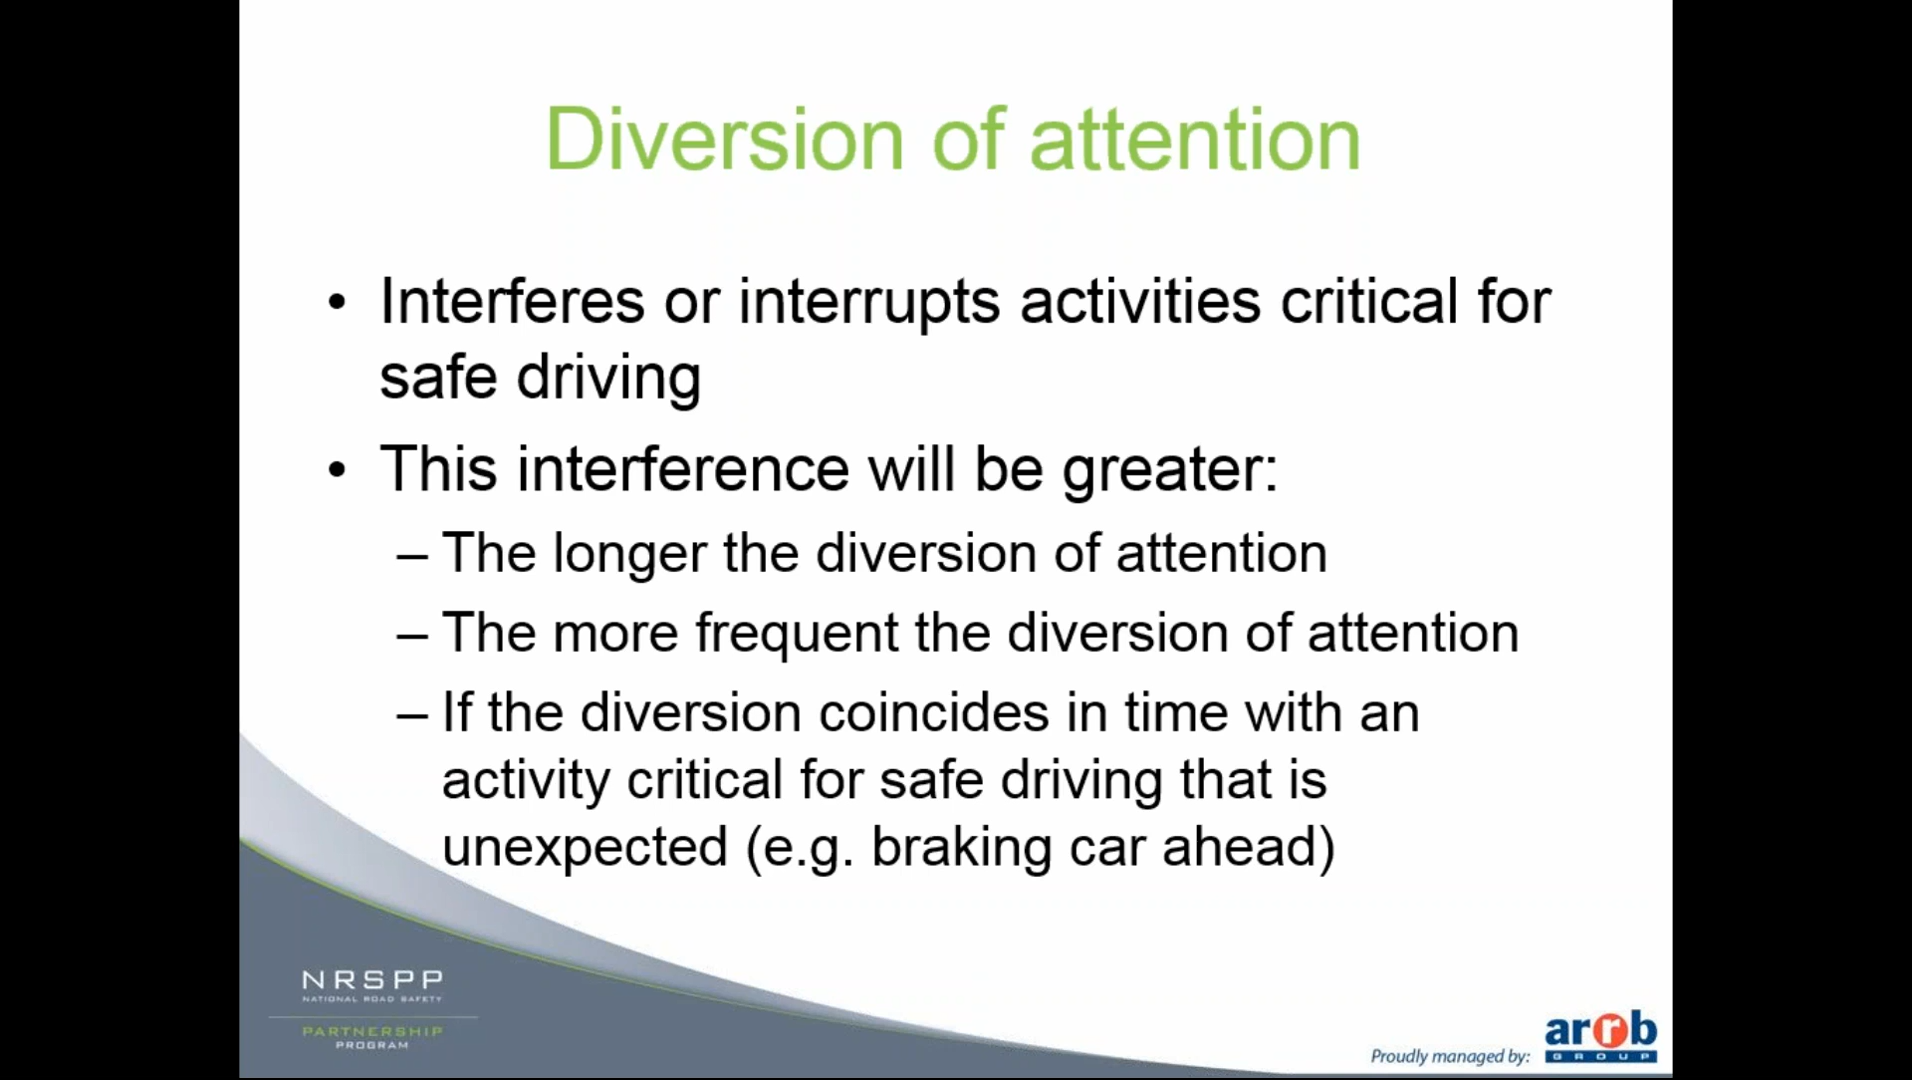 Diversion of attention
• Interferes or interrupts activities critical for
safe driving
• This interference will be greater:
– The longer the diversion of attention
– The more frequent the diversion of attention
– If the diversion coincides in time with an
activity critical for safe driving that is
unexpected (e.g. braking car ahead)
NRSPP
NATIONAL ROAD SAFETY
PARTNERSHIP
PROGRAM
Proudly managed by:
arrb
GROUP